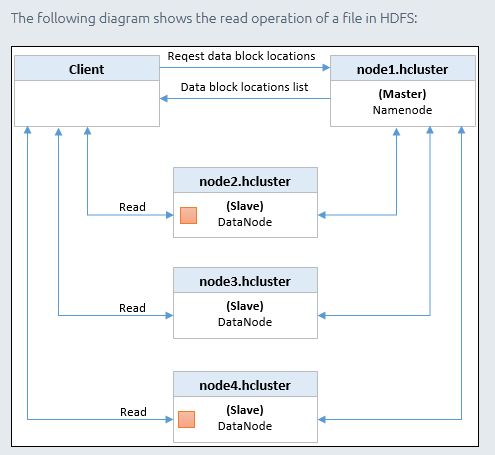 The following diagram shows the read operation of a file in HDFS:
Reqest data block locations
Client
node1.hcluster
Data block locations list
(Master)
Namenode
node2.hcluster
Read
(Slave)
DataNode
node3.hcluster
Read
(Slave)
DataNode
node4.hcluster
Read
(Slave)
DataNode